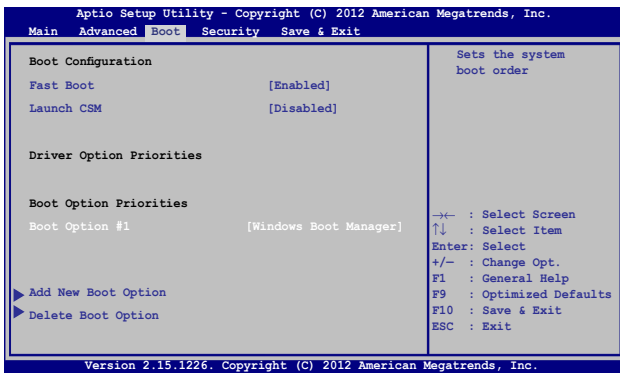 Aptio Setup Utility - Copyright (C) 2012 American Megatrends, Inc.
Main Advanced Boot Security Save & Exit
Boot Configuration
Fast Boot [Enabled]
Launch CSM [Disabled]
Driver Option Priorities
Boot Option Priorities
Boot Option #1 [Windows Boot Manager]
Add New Boot Option
Delete Boot Option
Sets the system
boot order
→← : Select Screen
↑↓ : Select Item
Enter: Select
+/— : Change Opt.
F1 : General Help
F9 : Optimized Defaults
F10 : Save & Exit
ESC : Exit
Version 2.15.1226. Copyright (C) 2012 American Megatrends, Inc.